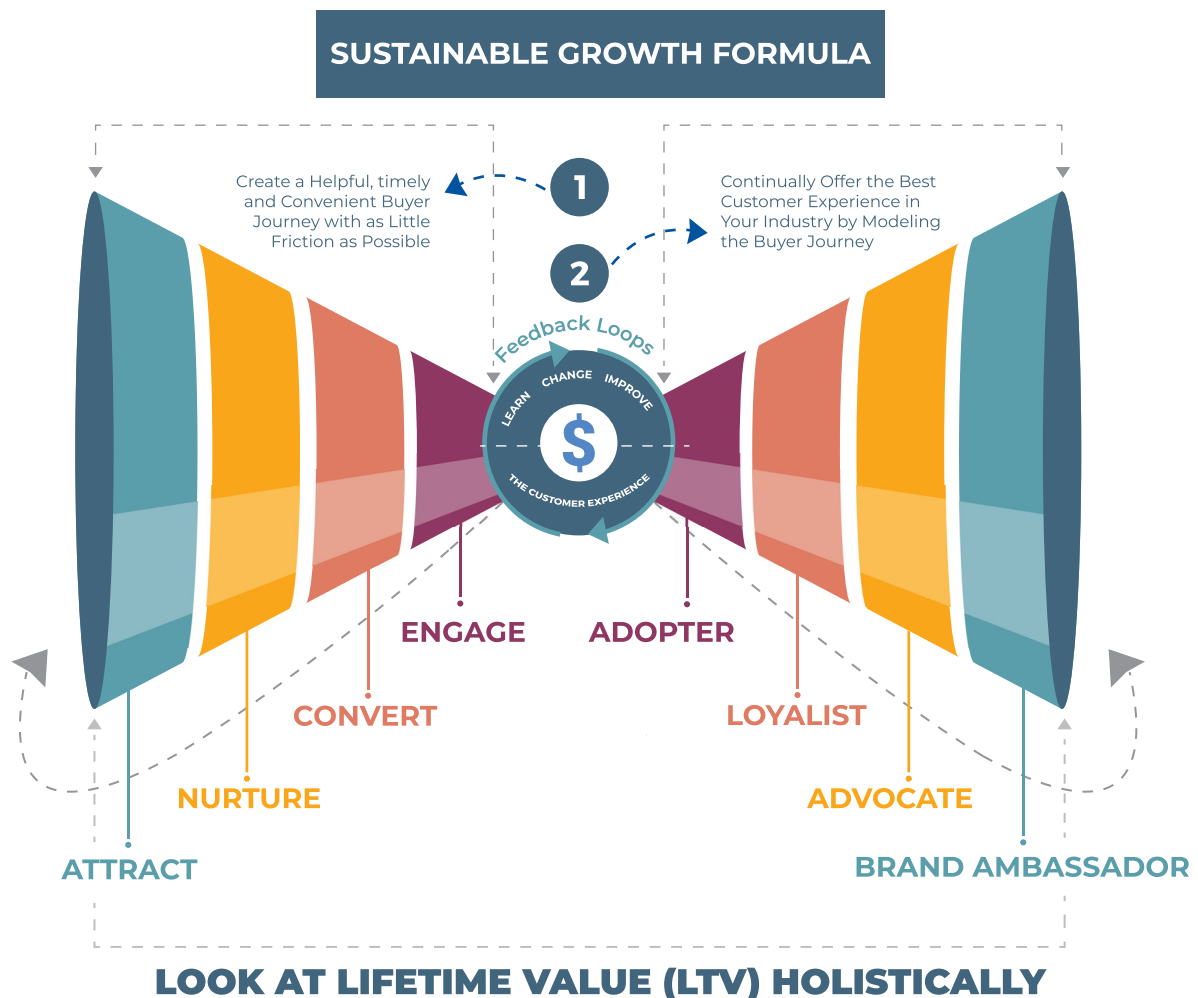 SUSTAINABLE GROWTH FORMULA
Create a Helpful, timely
and Convenient Buyer
Journey with as Little
Friction as Possible
1
2
Continually Offer the Best
Customer Experience in
Your Industry by Modeling
the Buyer Journey
Feedback Loops
LEARN CHANGE IMPROVE
$
THE CUSTOMER EXPERIENCE
ENGAGE
ADOPTER
CONVERT
LOYALIST
NURTURE
ADVOCATE
ATTRACT
BRAND AMBASSADOR
LOOK AT LIFETIME VALUE (LTV) HOLISTICALLY